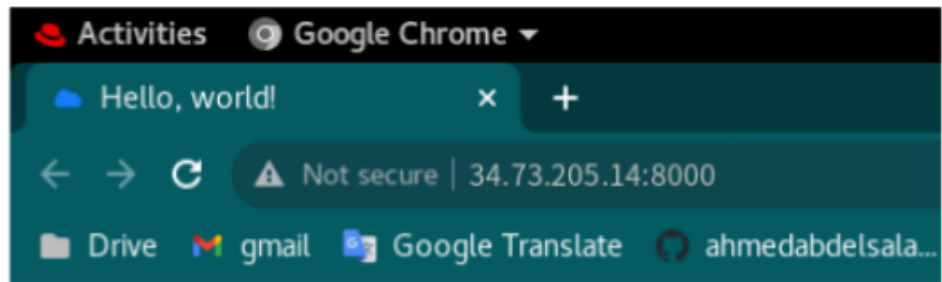 Activities Google Chrome
Hello, world!
Not secure 34.73.205.14:8000
Drive gmail Google Translate ahmedabdelsala...